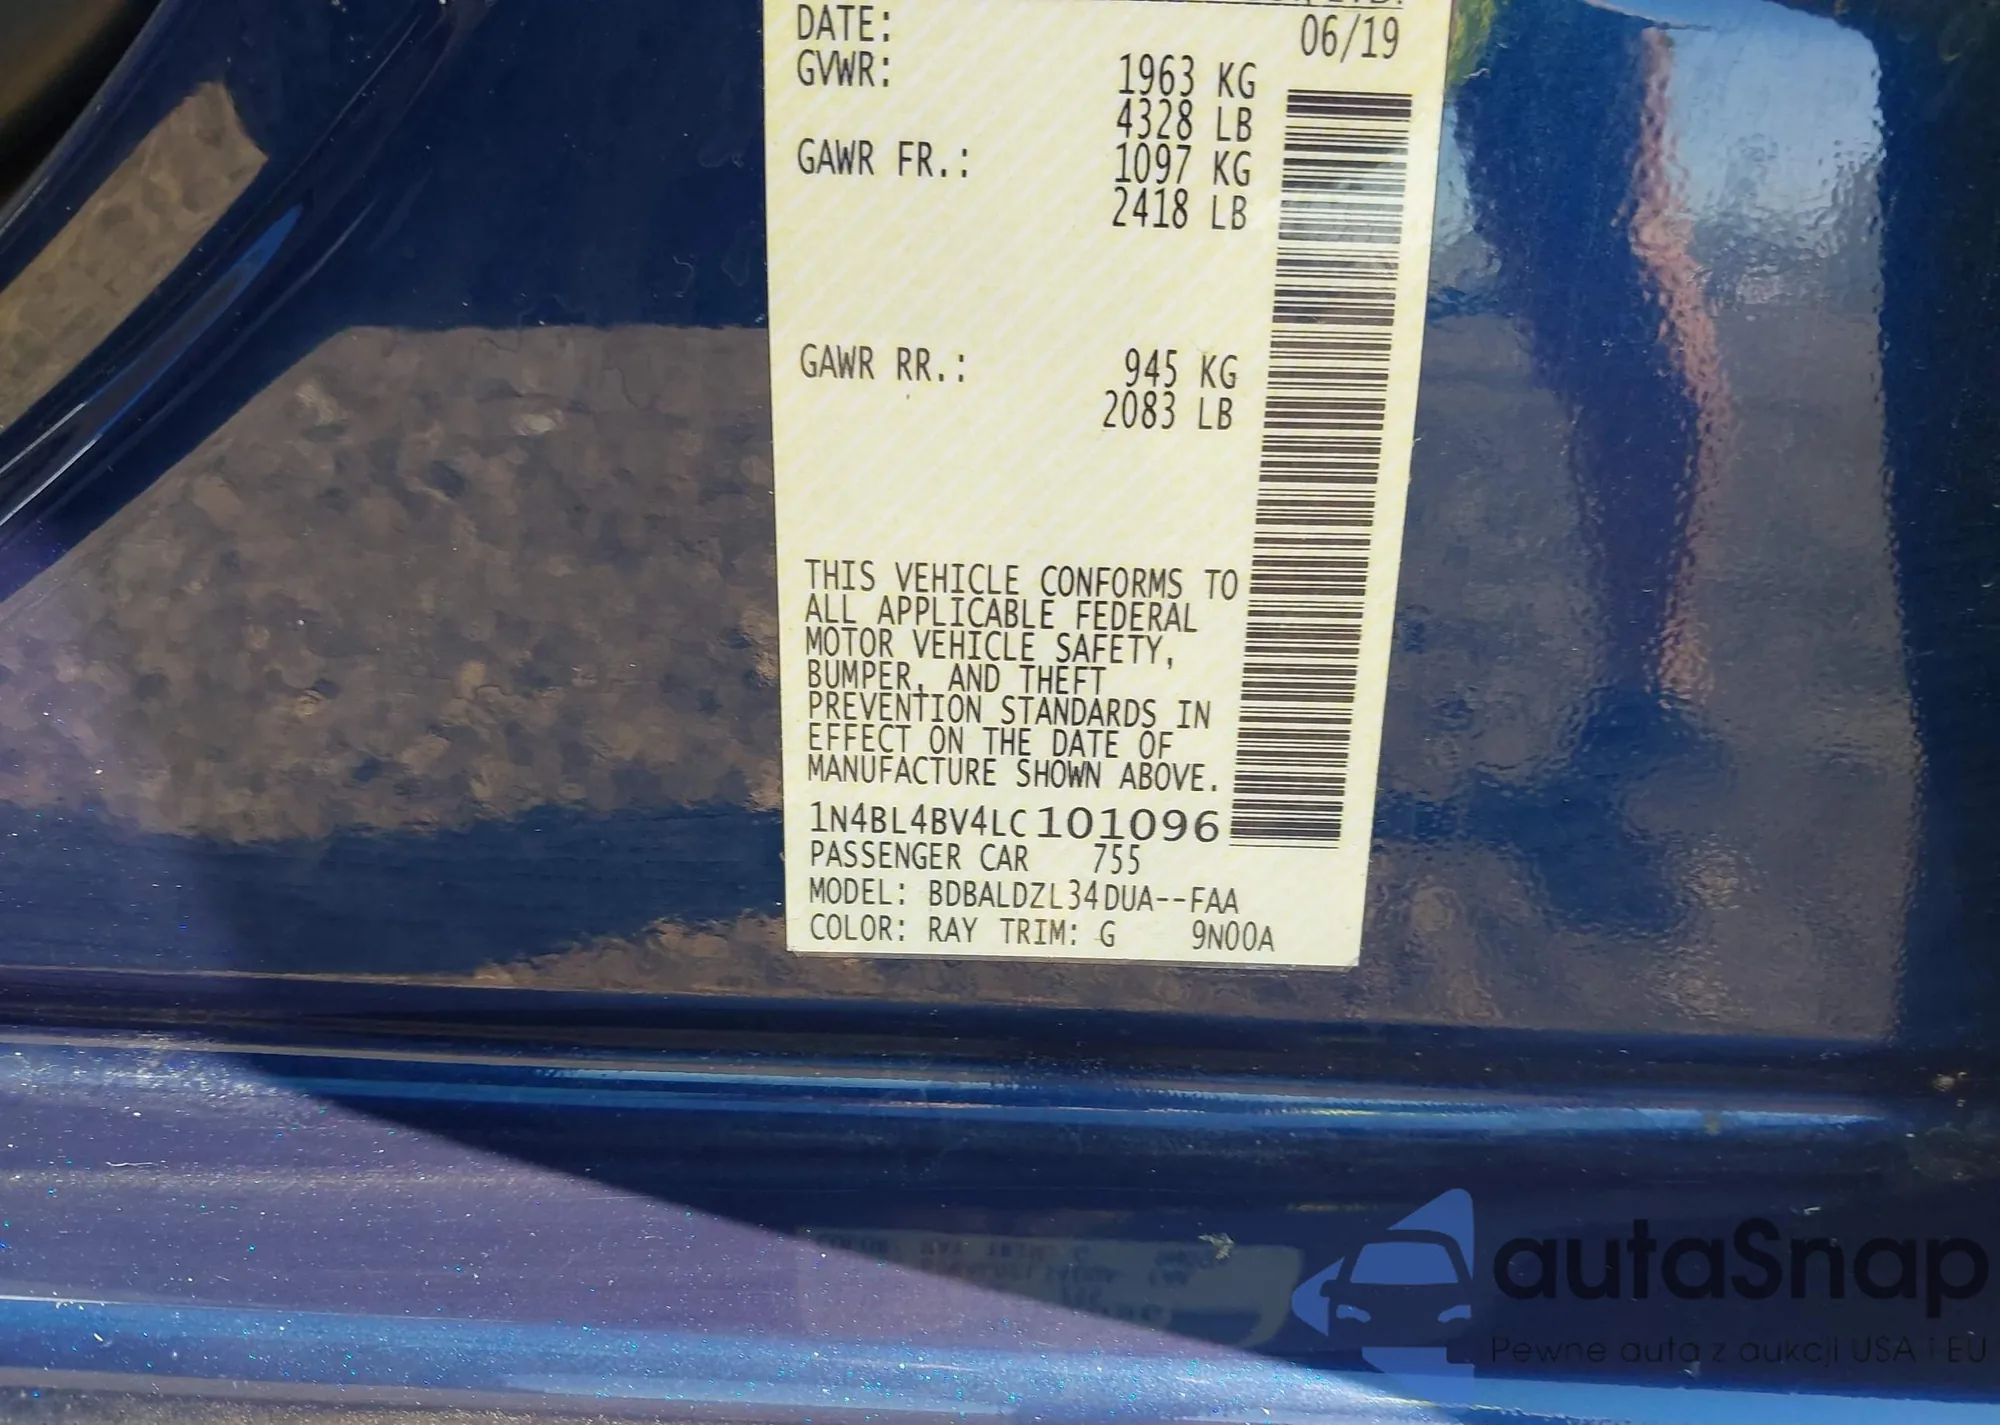 DATE: 06/19
GVWR: 1963 KG
4328 LB
GAWR FR.: 1097 KG
2418 LB
GAWR RR.: 945 KG
2083 LB
THIS VEHICLE CONFORMS TO
ALL APPLICABLE FEDERAL
MOTOR VEHICLE SAFETY,
BUMPER, AND THEFT
PREVENTION STANDARDS IN
EFFECT ON THE DATE OF
MANUFACTURE SHOWN ABOVE.
1N4BL4BV4LC101096
PASSENGER CAR 755
MODEL: BDBALDZL34DUA--FAA
COLOR: RAY TRIM: G 9N00A
autaSnap
Pewne auta z aukcji USA i EU